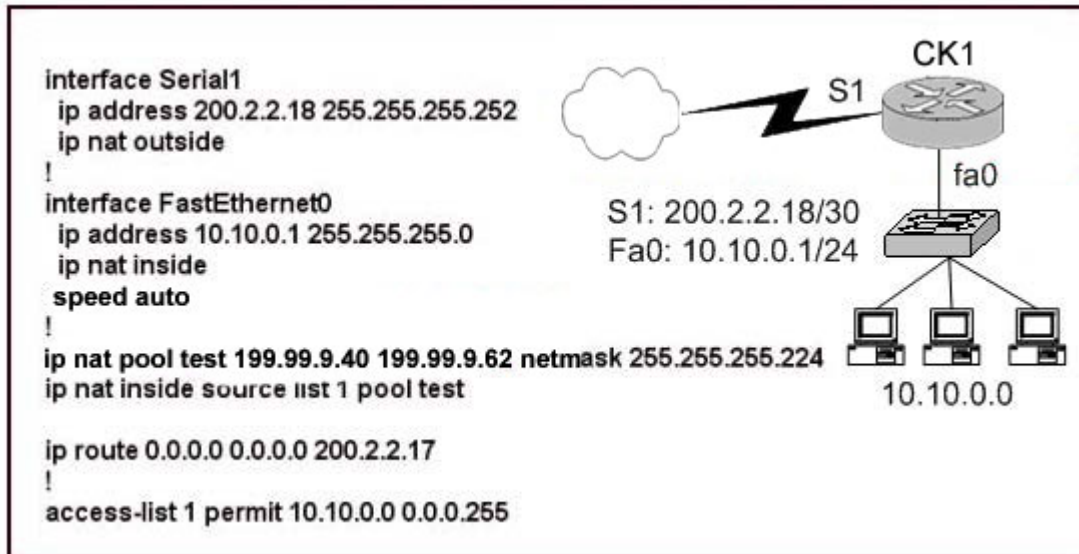 interface Serial1
ip address 200.2.2.18 255.255.255.252
ip nat outside
!
interface FastEthernet0
ip address 10.10.0.1 255.255.255.0
ip nat inside
speed auto
!
ip nat pool test 199.99.9.40 199.99.9.62 netmask 255.255.255.224
ip nat inside source list 1 pool test
ip route 0.0.0.0 0.0.0.0 200.2.2.17
!
access-list 1 permit 10.10.0.0 0.0.0.255
CK1
S1
fa0
S1: 200.2.2.18/30
Fa0: 10.10.0.1/24
10.10.0.0